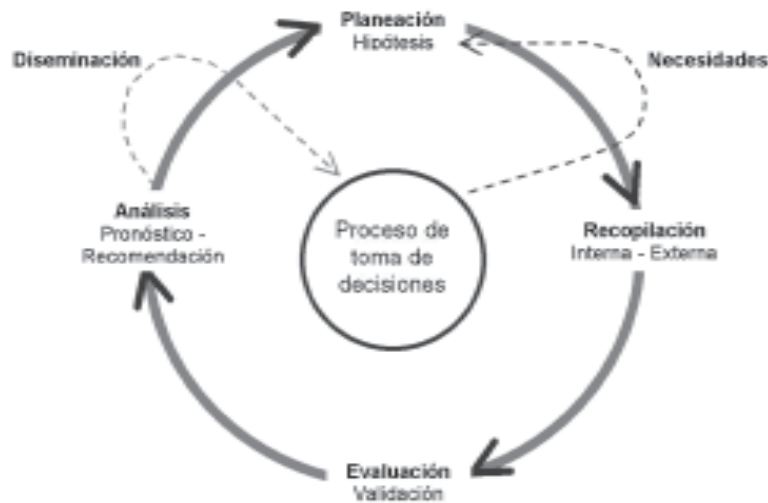 Planeación
Hipótesis
Diseminación
Necesidades
Análisis
Pronóstico -
Recomendación
Proceso de
toma de
decisiones
Recopilación
Interna - Externa
Evaluación
Validación